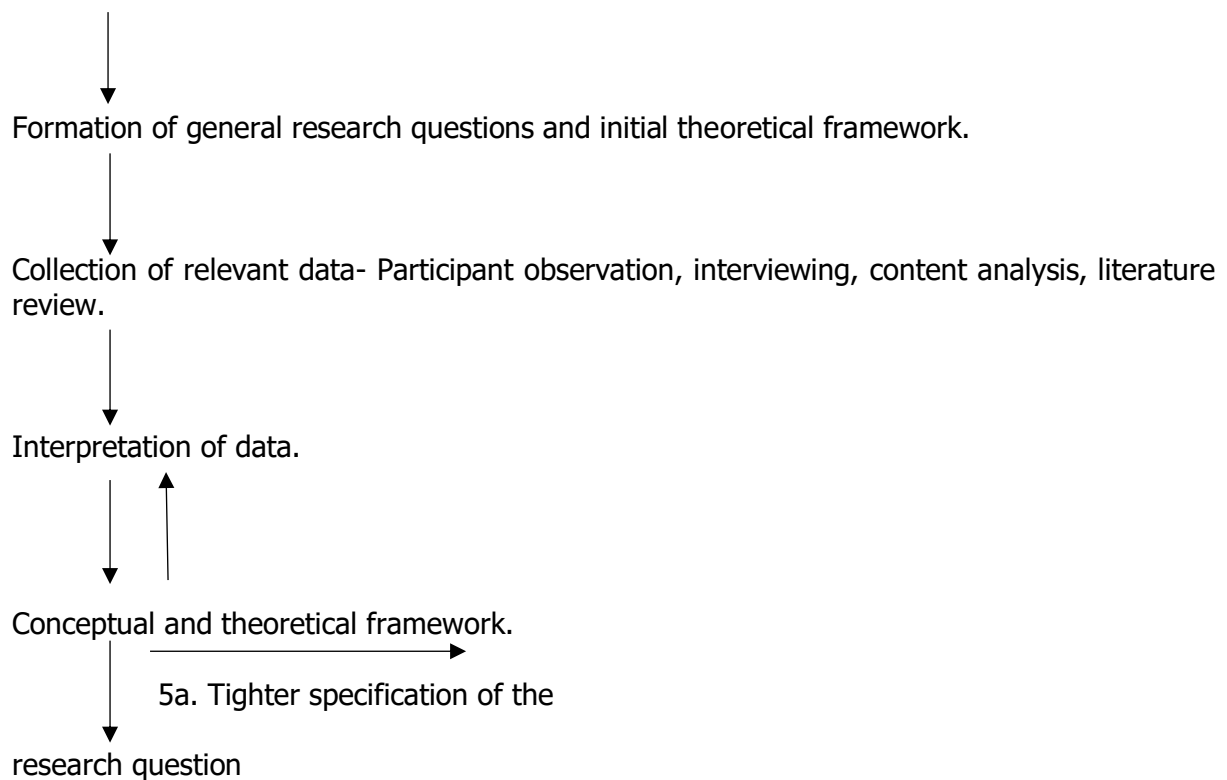 Formation of general research questions and initial theoretical framework.
Collection of relevant data- Participant observation, interviewing, content analysis, literature
review.
Interpretation of data.
Conceptual and theoretical framework.
5a. Tighter specification of the
research question